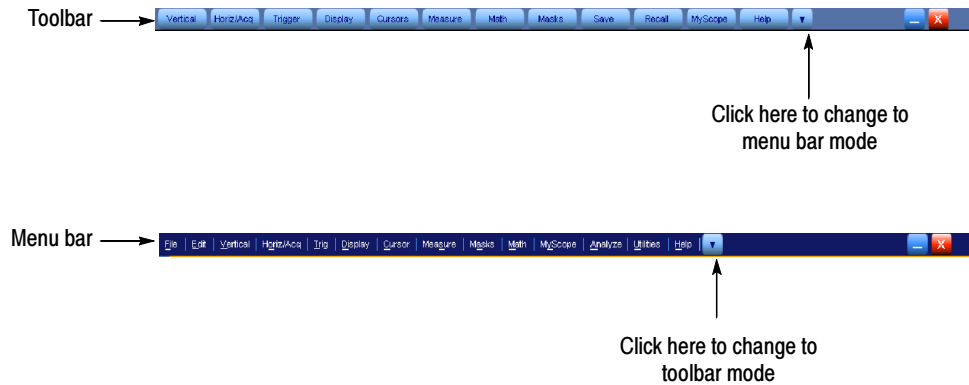 Toolbar
Vertical Horiz/Acq Trigger Display Cursors Measure Math Masks Save Recall MyScope Help
X
Click here to change to
menu bar mode
Menu bar
File Edit Vertical Horiz/Acq Trig Display Cursor Measure Masks Math MyScope Analyze Utilities Help
X
Click here to change to
toolbar mode